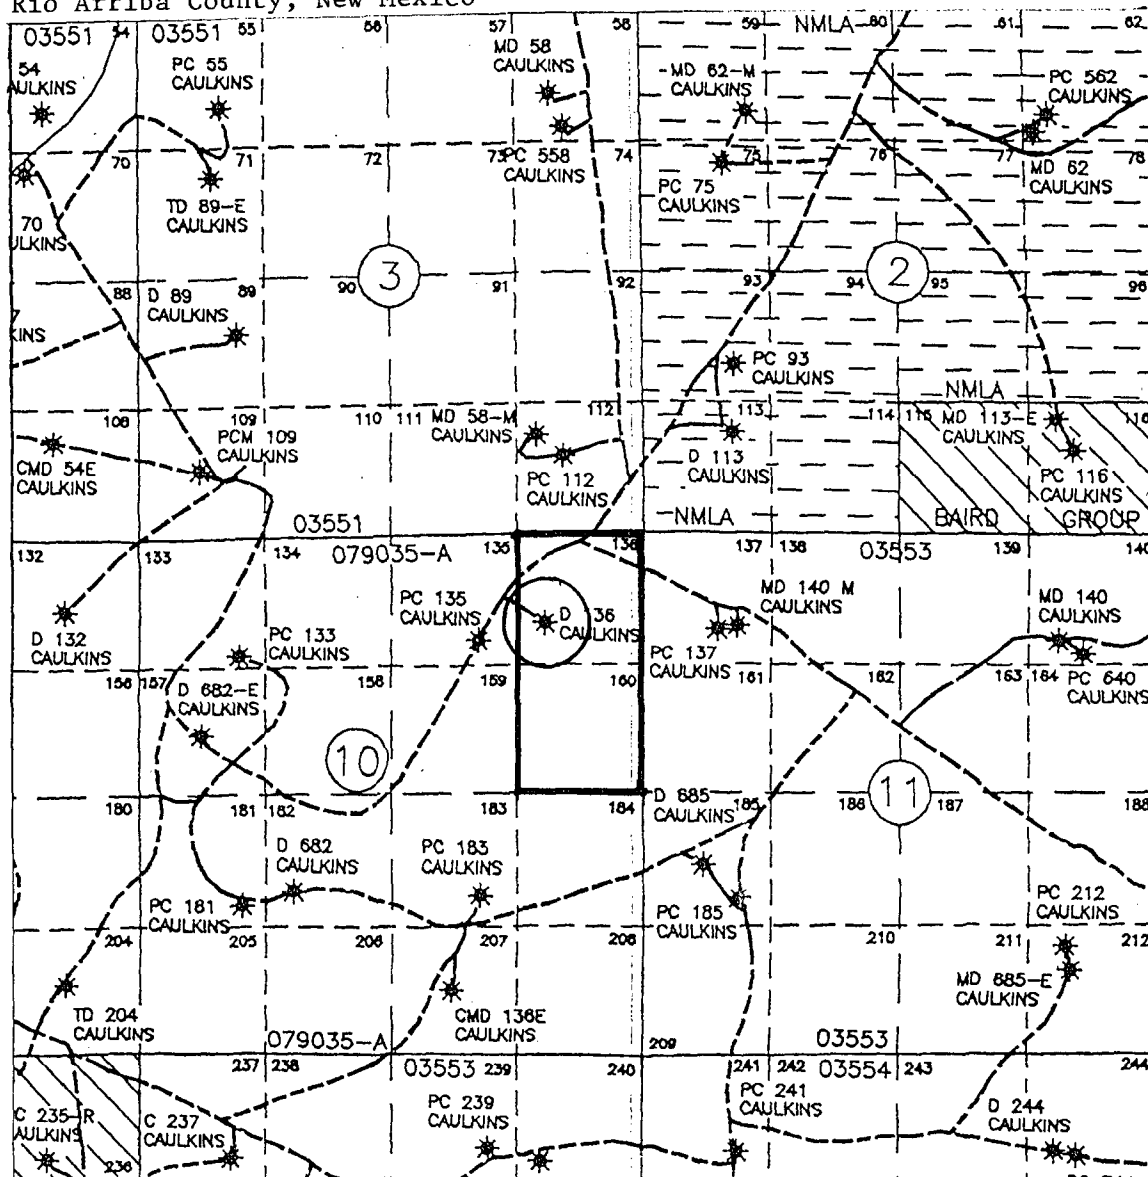 Rio Arriba County, New Mexico
03551 54 03551 55 56 57 58 59 NMLA 60 61 62
54
AULKINS
PC 55
CAULKINS
MD 58
CAULKINS
MD 62-M
CAULKINS
PC 562
CAULKINS
70 71 72 73 74 75 76 77 78
PC 558
CAULKINS
MD 62
CAULKINS
70
ULKINS
TD 89-E
CAULKINS
PC 75
CAULKINS
3
2
88 89 90 91 92 93 94 95 96
D 89
CAULKINS
KINS
PC 93
CAULKINS
NMLA
108 109 110 111 112 113 114 115 116
MD 58-M
CAULKINS
MD 113-E
CAULKINS
PCM 109
CAULKINS
CMD 54E
CAULKINS
PC 112
CAULKINS
D 113
CAULKINS
PC 116
CAULKINS
03551
NMLA
BAIRD GROUP
132 133 134 079035-A 135 136 137 138 03553 139 140
PC 135
CAULKINS
D 36
CAULKINS
MD 140 M
CAULKINS
MD 140
CAULKINS
D 132
CAULKINS
PC 133
CAULKINS
PC 137
CAULKINS
PC 640
CAULKINS
156 157 158 159 160 161 162 163 164
D 682-E
CAULKINS
10
11
180 181 182 183 184 185 186 187 188
D 685
CAULKINS
D 682
CAULKINS
PC 183
CAULKINS
PC 181
CAULKINS
PC 185
CAULKINS
PC 212
CAULKINS
204 205 206 207 208 210 211 212
MD 685-E
CAULKINS
TD 204
CAULKINS
CMD 136E
CAULKINS
079035-A
209
03553
237 238 03553 239 240 241 242 03554 243 244
C 235-R
AULKINS
C 237
CAULKINS
PC 239
CAULKINS
PC 241
CAULKINS
D 244
CAULKINS
236